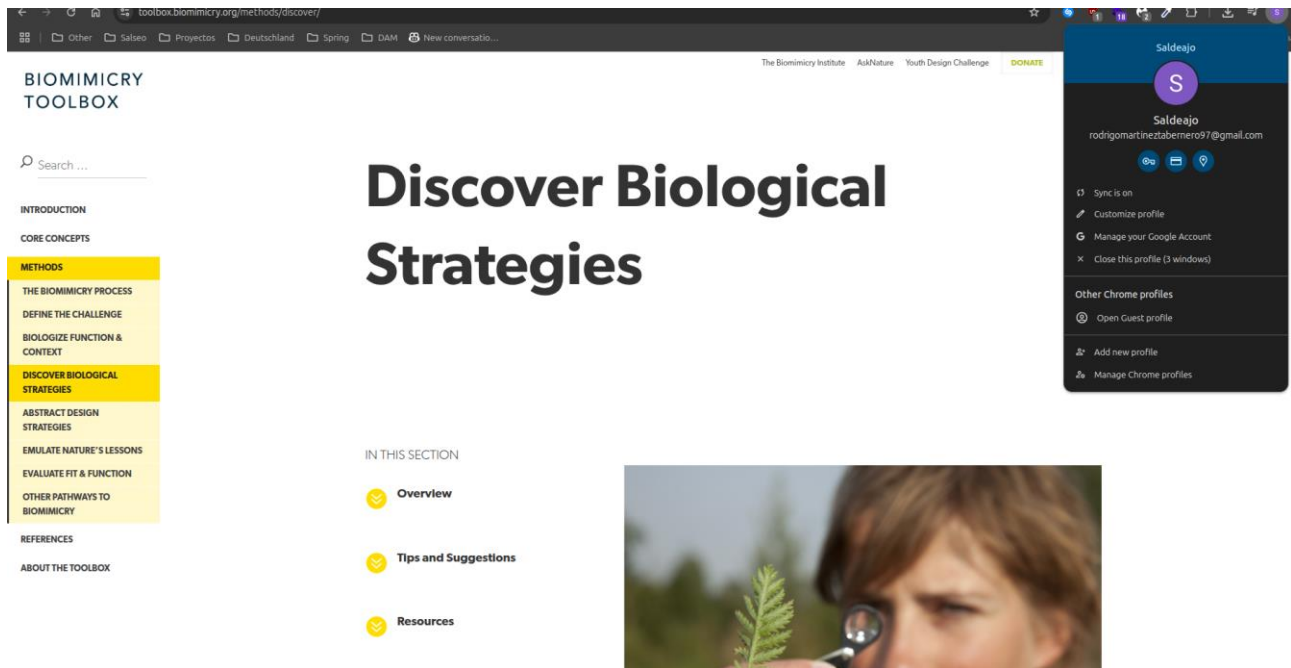 toolbox.biomimicry.org/methods/discover/
1
18
2
S
Other
Salseo
Proyectos
Deutschland
Spring
DAM
New conversatio...
BIOMIMICRY
TOOLBOX
The Biomimicry Institute
AskNature
Youth Design Challenge
DONATE
Search ...
INTRODUCTION
CORE CONCEPTS
METHODS
THE BIOMIMICRY PROCESS
DEFINE THE CHALLENGE
BIOLOGIZE FUNCTION &
CONTEXT
DISCOVER BIOLOGICAL
STRATEGIES
ABSTRACT DESIGN
STRATEGIES
EMULATE NATURE'S LESSONS
EVALUATE FIT & FUNCTION
OTHER PATHWAYS TO
BIOMIMICRY
REFERENCES
ABOUT THE TOOLBOX
Discover Biological
Strategies
IN THIS SECTION
Overview
Tips and Suggestions
Resources
Saldeajo
S
Saldeajo
rodrigomartineztabernero97@gmail.com
Sync is on
Customize profile
Manage your Google Account
Close this profile (3 windows)
Other Chrome profiles
Open Guest profile
Add new profile
Manage Chrome profiles